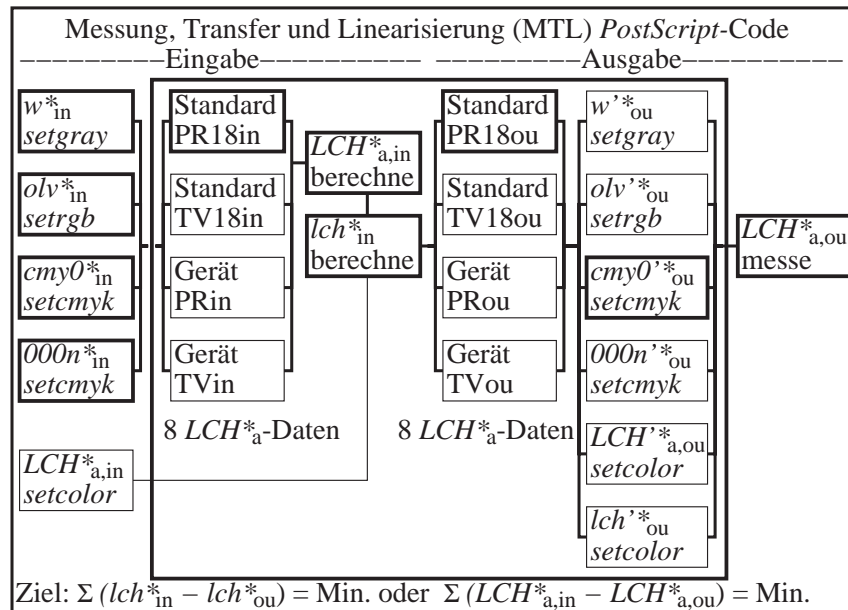 Messung, Transfer und Linearisierung (MTL) PostScript-Code
Eingabe
Ausgabe
w*in
setgray
olv*in
setrgb
cmy0*in
setcmyk
000n*in
setcmyk
LCH*a,in
setcolor
Standard
PR18in
Standard
TV18in
Gerät
PRin
Gerät
TVin
8 LCH*a-Daten
LCH*a,in
berechne
lch*in
berechne
Standard
PR18ou
Standard
TV18ou
Gerät
PRou
Gerät
TVou
8 LCH*a-Daten
w’*ou
setgray
olv’*ou
setrgb
cmy0’*ou
setcmyk
000n’*ou
setcmyk
LCH’*a,ou
setcolor
lch’*ou
setcolor
LCH*a,ou
messe
Ziel: Σ (lch*in – lch*ou) = Min. oder Σ (LCH*a,in – LCH*a,ou) = Min.